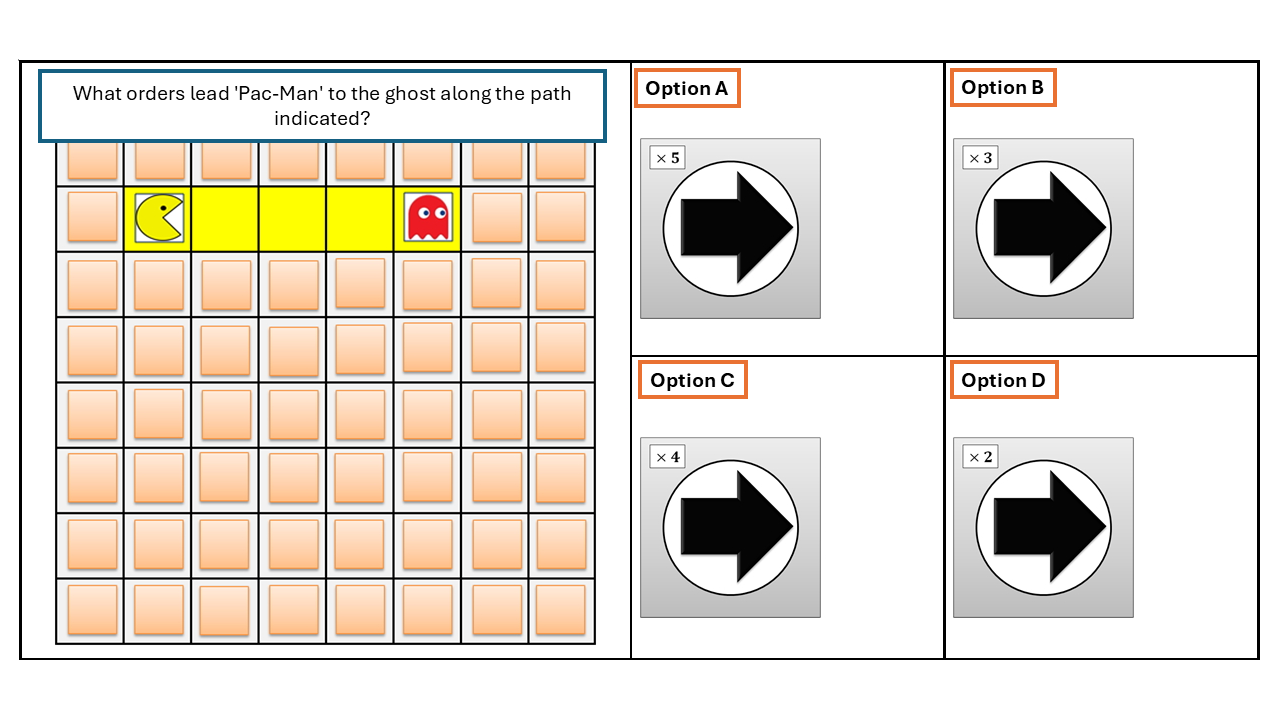 What orders lead 'Pac-Man' to the ghost along the path
indicated?
Option A
× 5
Option B
× 3
Option C
× 4
Option D
× 2